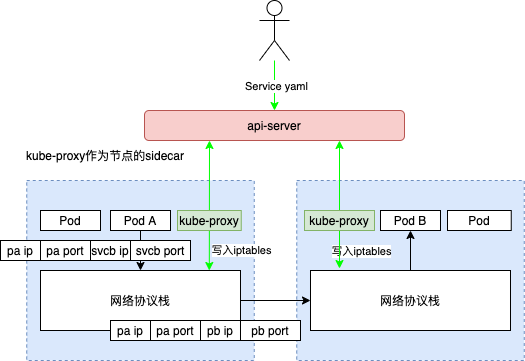 Service yaml
api-server
kube-proxy作为节点的sidecar
Pod
Pod A
kube-proxy
kube-proxy
Pod B
Pod
pa ip
pa port
svcb ip
svcb port
写入iptables
写入iptables
网络协议栈
网络协议栈
pa ip
pa port
pb ip
pb port